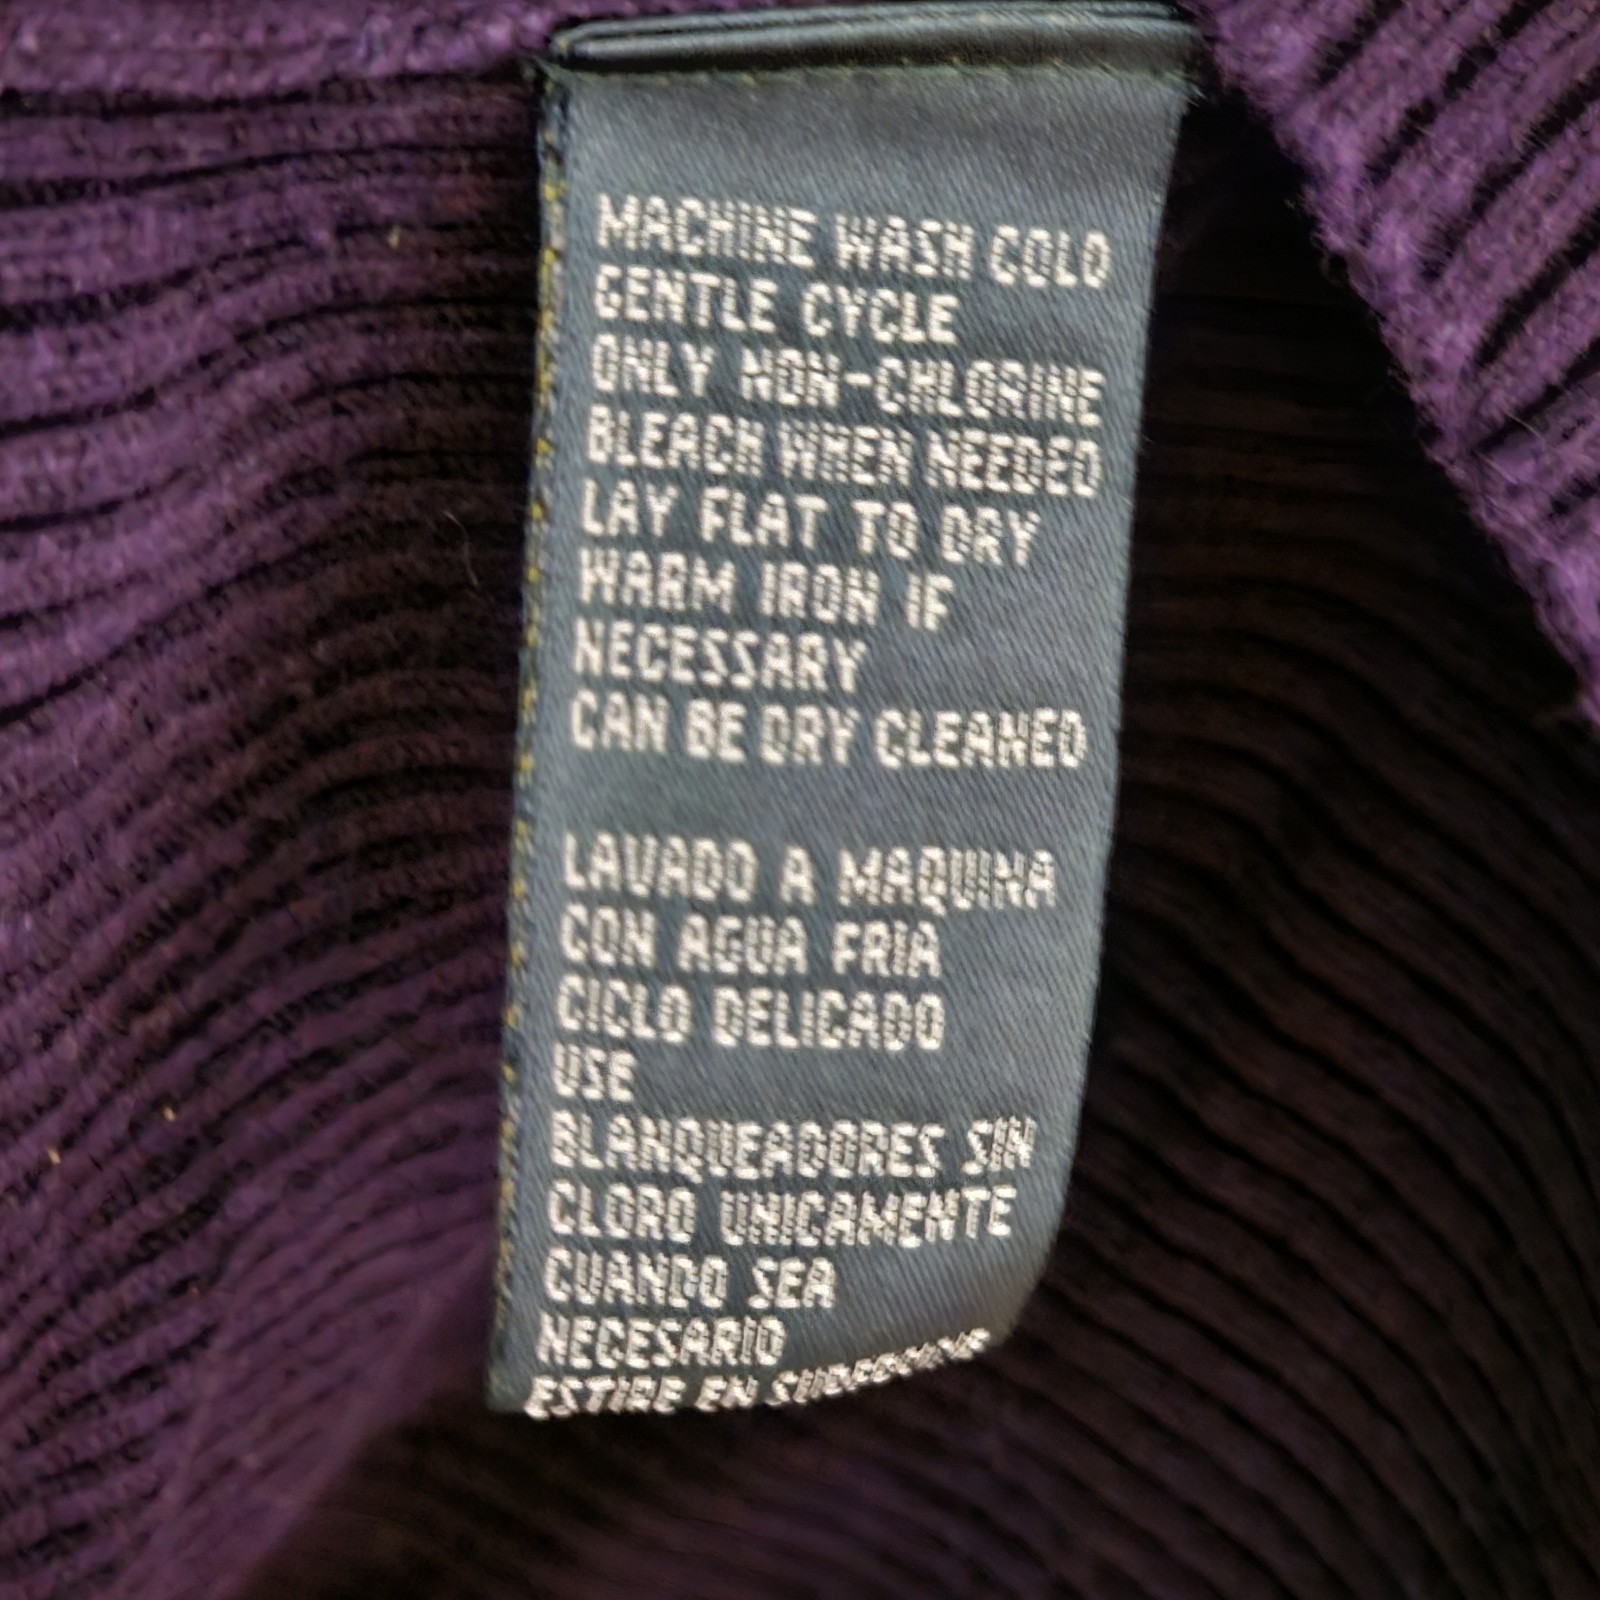 MACHINE WASH COLD
GENTLE CYCLE
ONLY NON-CHLORINE
BLEACH WHEN NEEDED
LAY FLAT TO DRY
WARM IRON IF
NECESSARY
CAN BE DRY CLEANED
LAVADO A MAQUINA
CON AGUA FRIA
CICLO DELICADO
USE
BLANQUEADORES SIN
CLORO UNICAMENTE
CUANDO SEA
NECESARIO
ESTIRE EN